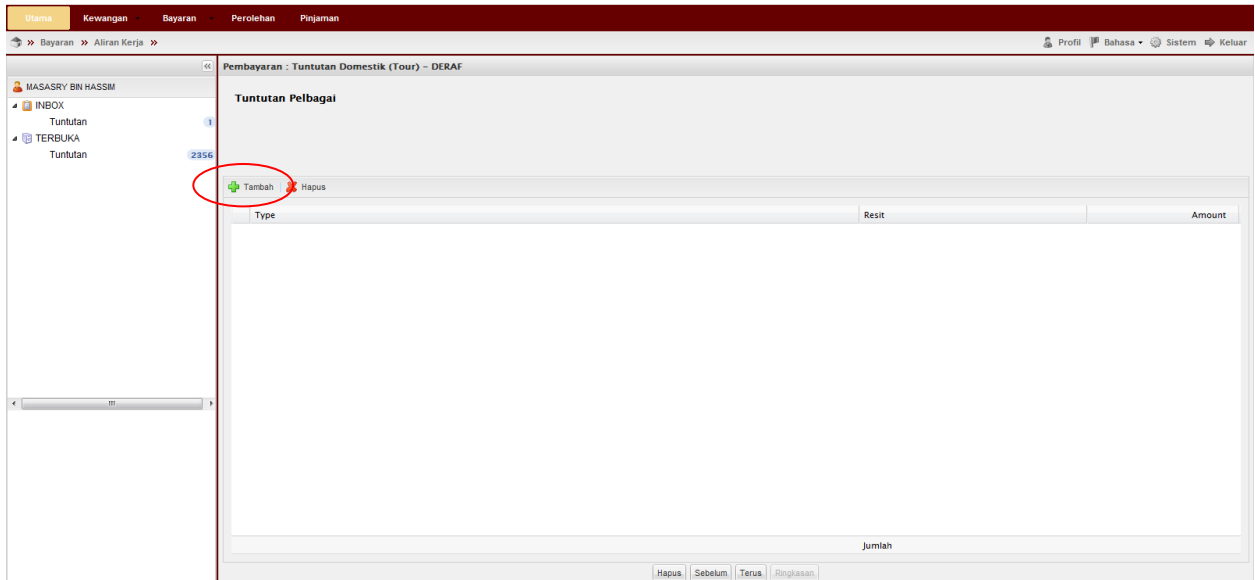 Utama Kewangan Bayaran Perolehan Pinjaman
» Bayaran » Aliran Kerja » Profil Bahasa Sistem Keluar
« Pembayaran : Tuntutan Domestik (Tour) – DERAF
MASASRY BIN HASSIM
Tuntutan Pelbagai
INBOX
Tuntutan 1
TERBUKA
Tuntutan 2356
Tambah Hapus
Type Resit Amount
Jumlah
Hapus Sebelum Terus Ringkasan